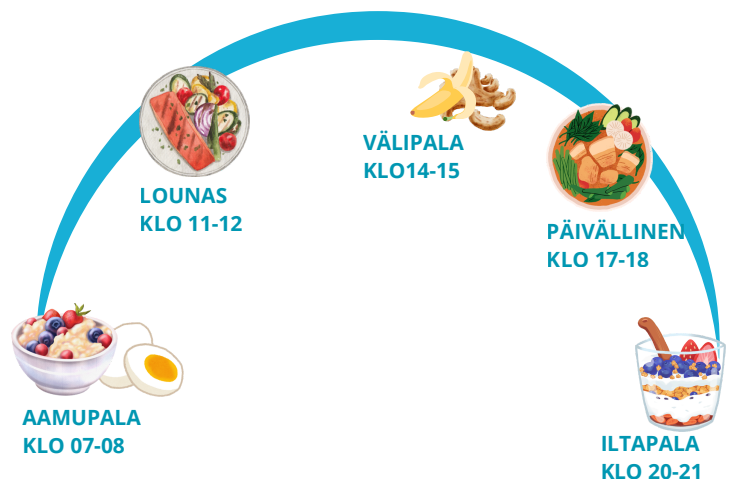 AAMUPALA
KLO 07-08
LOUNAS
KLO 11-12
VÄLIPALA
KLO14-15
PÄIVÄLLINEN
KLO 17-18
ILTAPALA
KLO 20-21